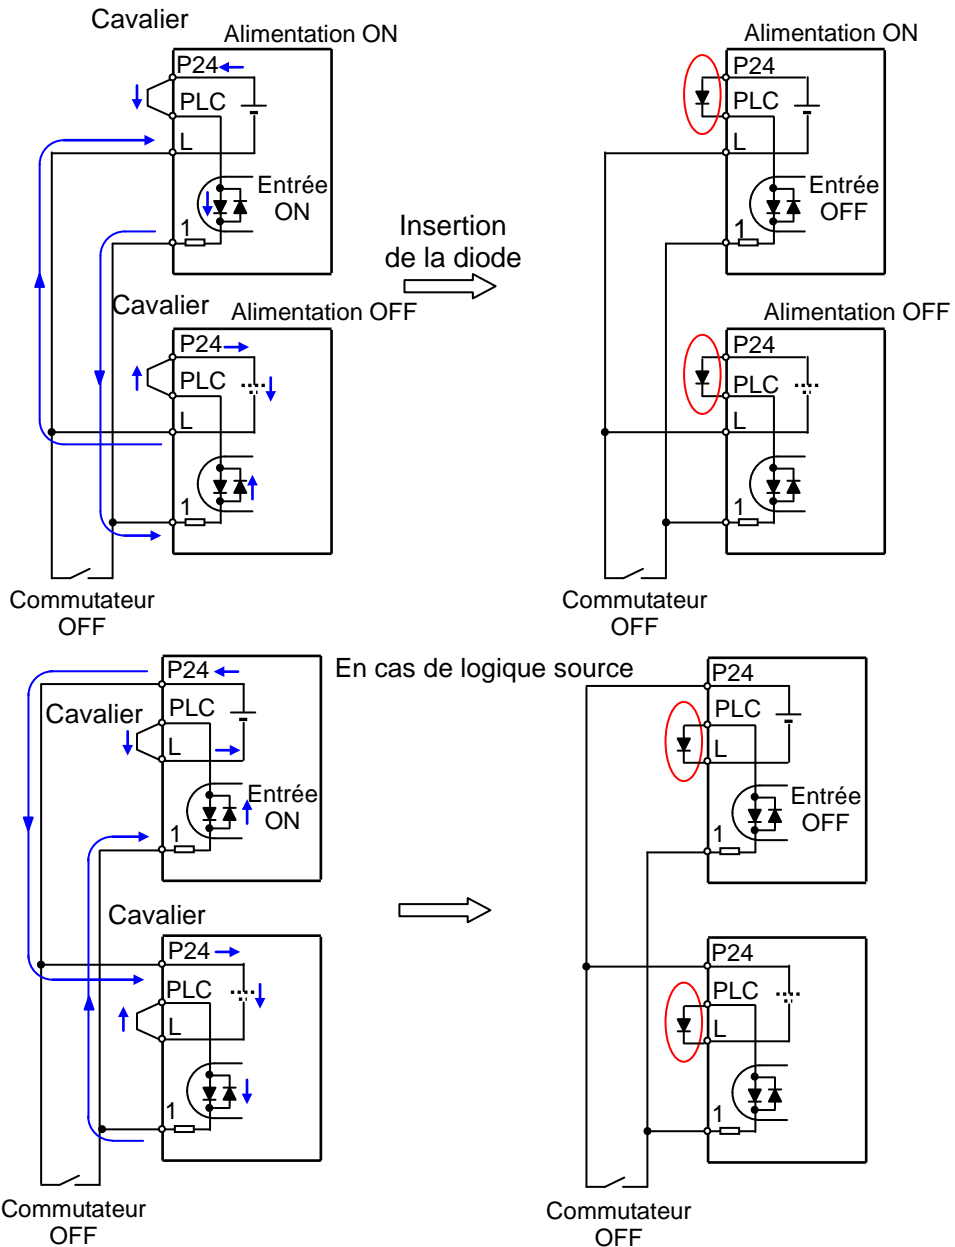 Cavalier
Alimentation ON
P24
PLC
L
Entrée
ON
1
Cavalier
Alimentation OFF
P24
PLC
L
1
Commutateur
OFF
Insertion
de la diode
Alimentation ON
P24
PLC
L
Entrée
OFF
1
Alimentation OFF
P24
PLC
L
1
Commutateur
OFF
En cas de logique source
P24
Cavalier
PLC
L
Entrée
ON
1
Cavalier
P24
PLC
L
1
Commutateur
OFF
P24
PLC
L
Entrée
OFF
1
P24
PLC
L
1
Commutateur
OFF